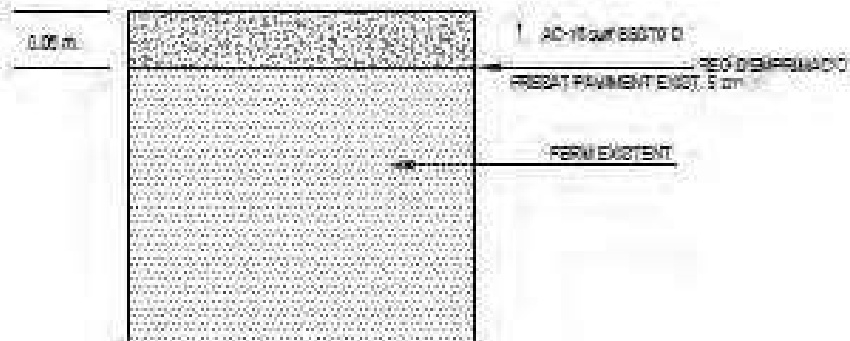 0.05 m.
1 AC-16 surf B50/70 D
REG D'EMPRIMACIÓ
FRESAT PAVIMENT EXIST. 5 cm
FERM EXISTENT